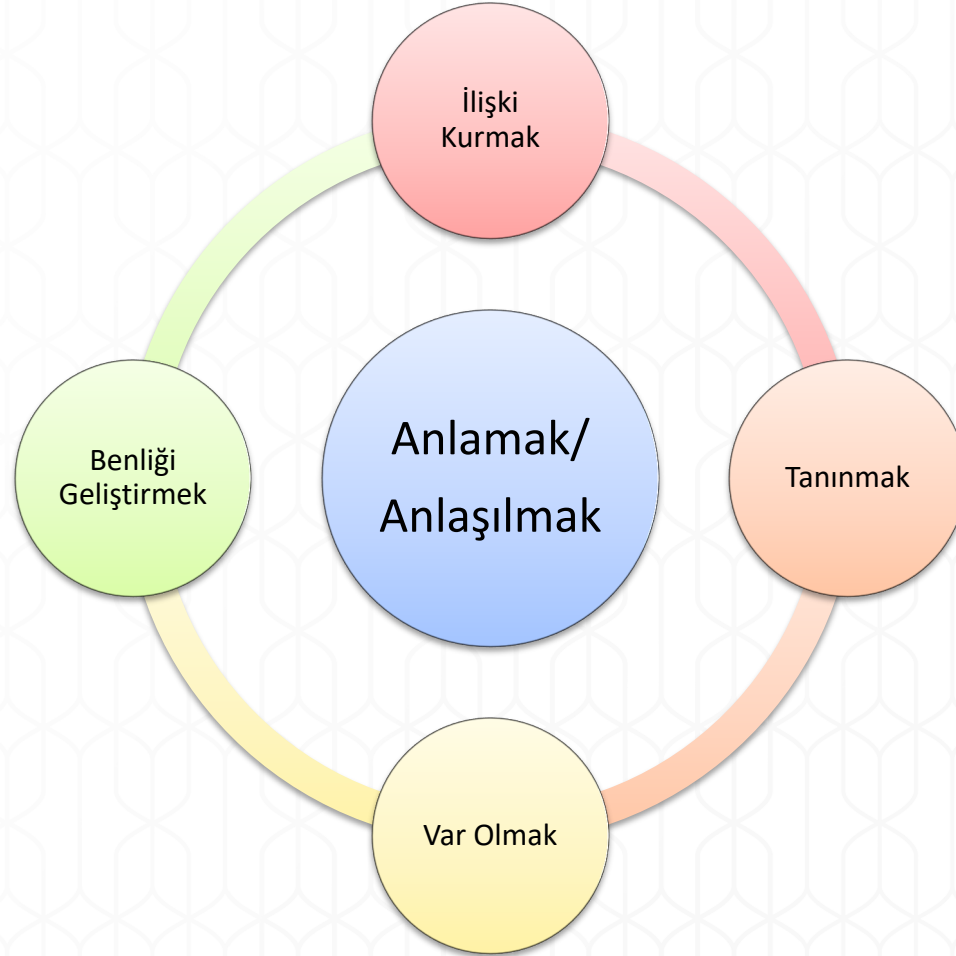 İlişki
Kurmak
Benliği
Geliştirmek
Anlamak/
Anlaşılmak
Tanınmak
Var Olmak